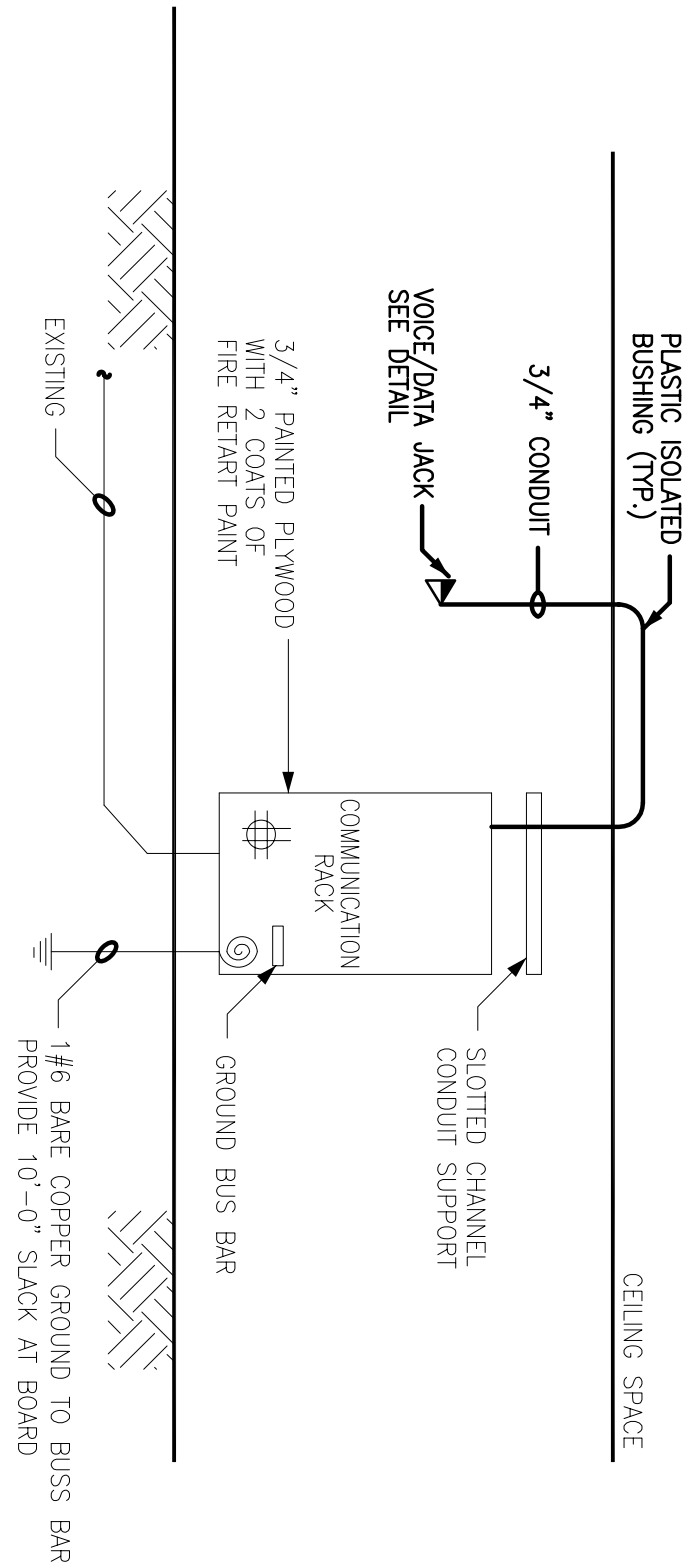 CEILING SPACE
PLASTIC ISOLATED
BUSHING (TYP.)
3/4" CONDUIT
VOICE/DATA JACK
SEE DETAIL
SLOTTED CHANNEL
CONDUIT SUPPORT
3/4" PAINTED PLYWOOD
WITH 2 COATS OF
FIRE RETART PAINT
COMMUNICATION
RACK
GROUND BUS BAR
EXISTING
1#6 BARE COPPER GROUND TO BUSS BAR
PROVIDE 10'-0" SLACK AT BOARD